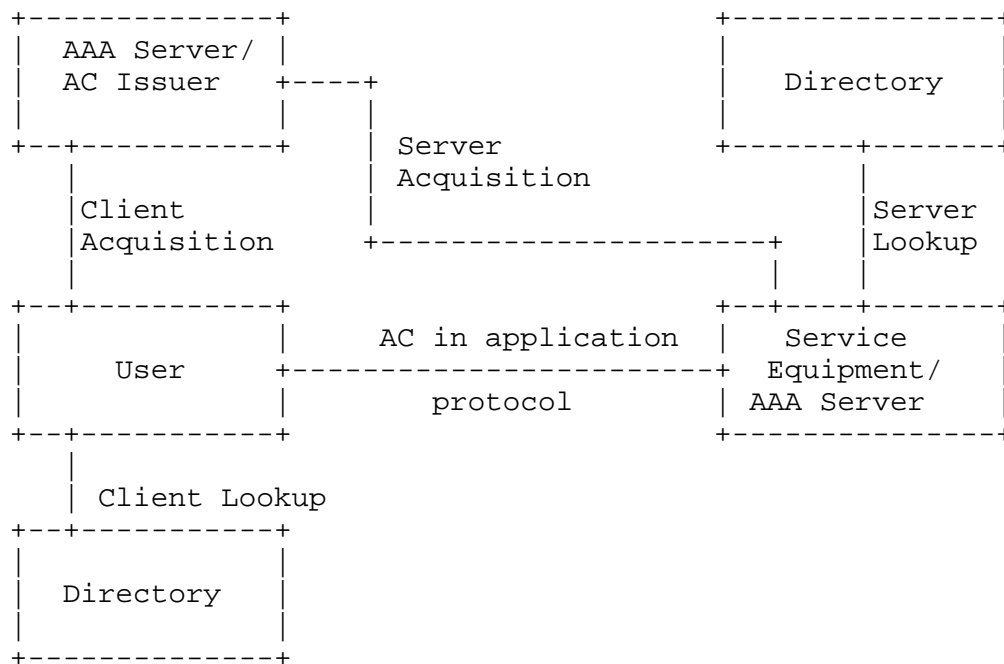 AAA Server/
AC Issuer
Directory
Server
Acquisition
Client
Acquisition
Server
Lookup
User
AC in application
protocol
Service
Equipment/
AAA Server
Client Lookup
Directory